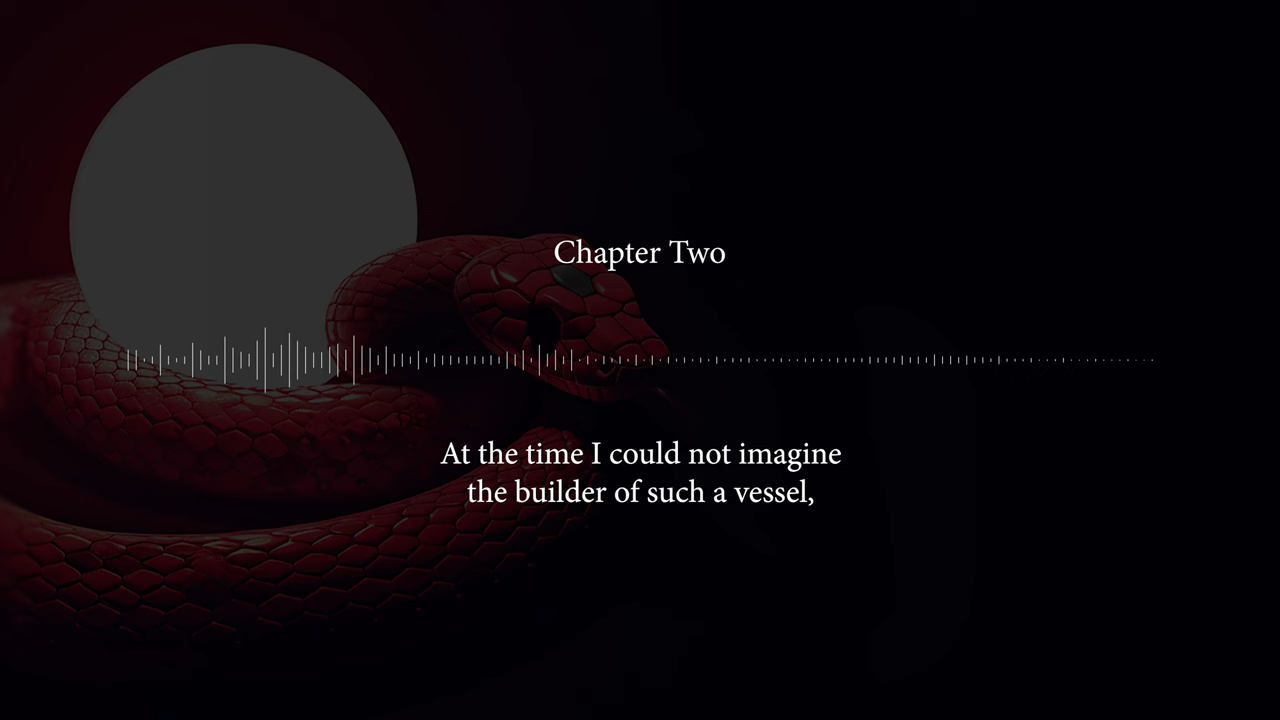 Chapter Two
At the time I could not imagine
the builder of such a vessel,